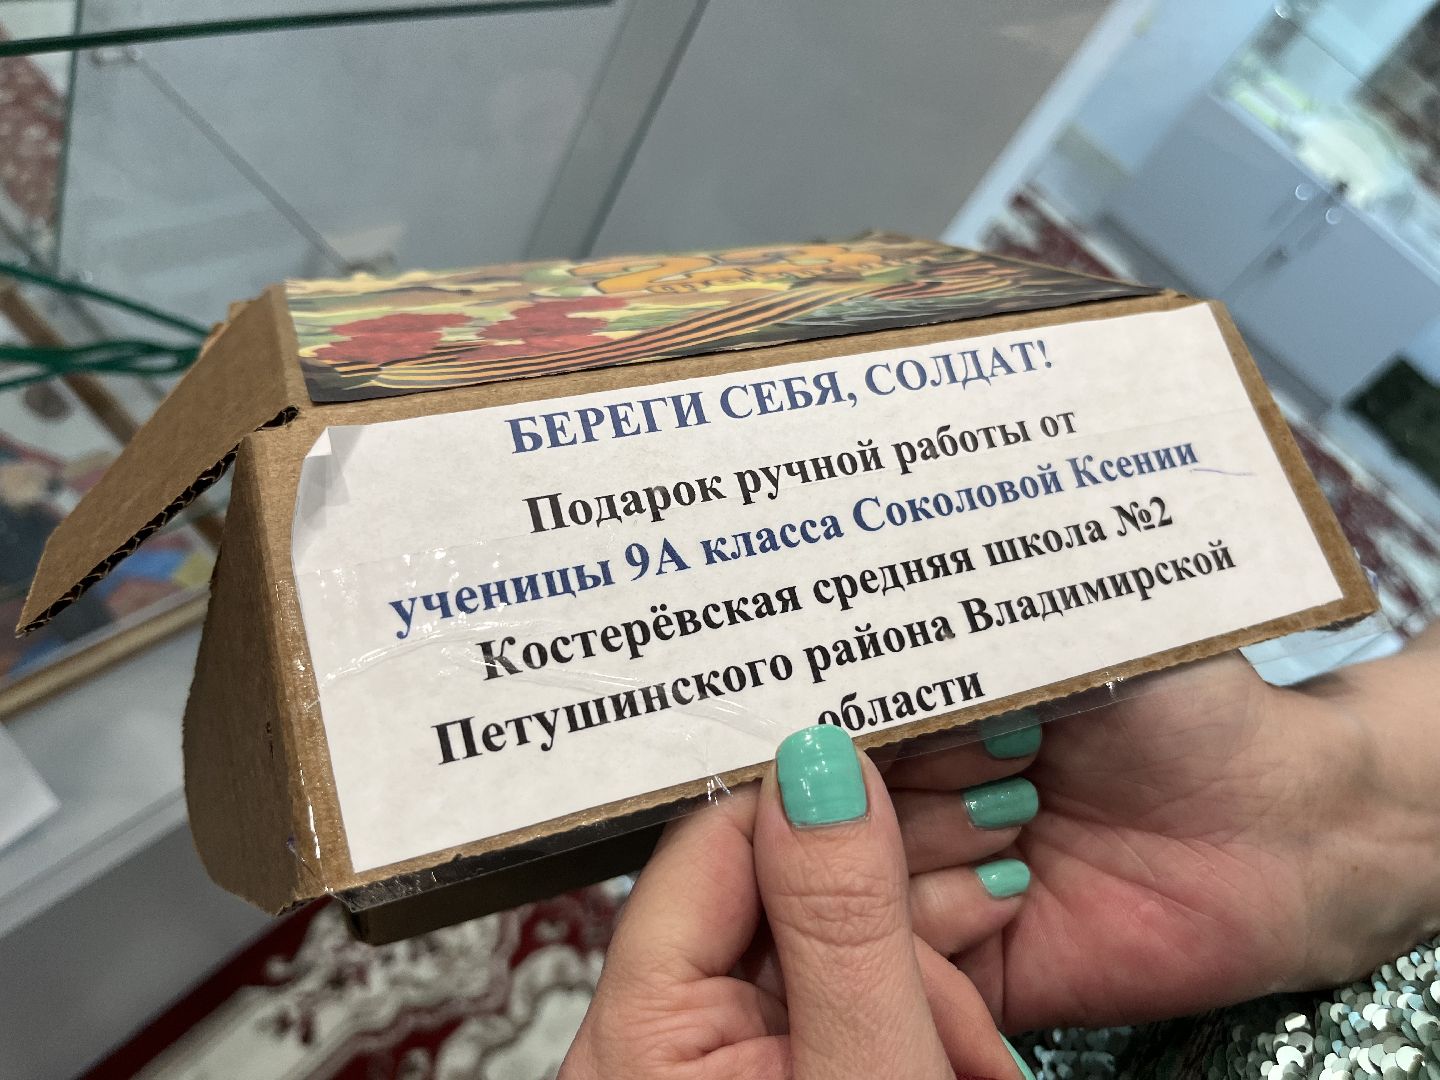 23
БЕРЕГИ СЕБЯ, СОЛДАТ!
Подарок ручной работы от
ученицы 9А класса Соколовой Ксении
Костерёвская средняя школа №2
Петушинского района Владимирской
области